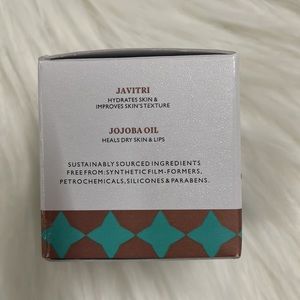 JAVITRI
HYDRATES SKIN &
IMPROVES SKIN'S TEXTURE
JOJOBA OIL
HEALS DRY SKIN & LIPS
SUSTAINABLY SOURCED INGREDIENTS
FREE FROM: SYNTHETIC FILM-FORMERS,
PETROCHEMICALS, SILICONES & PARABENS.